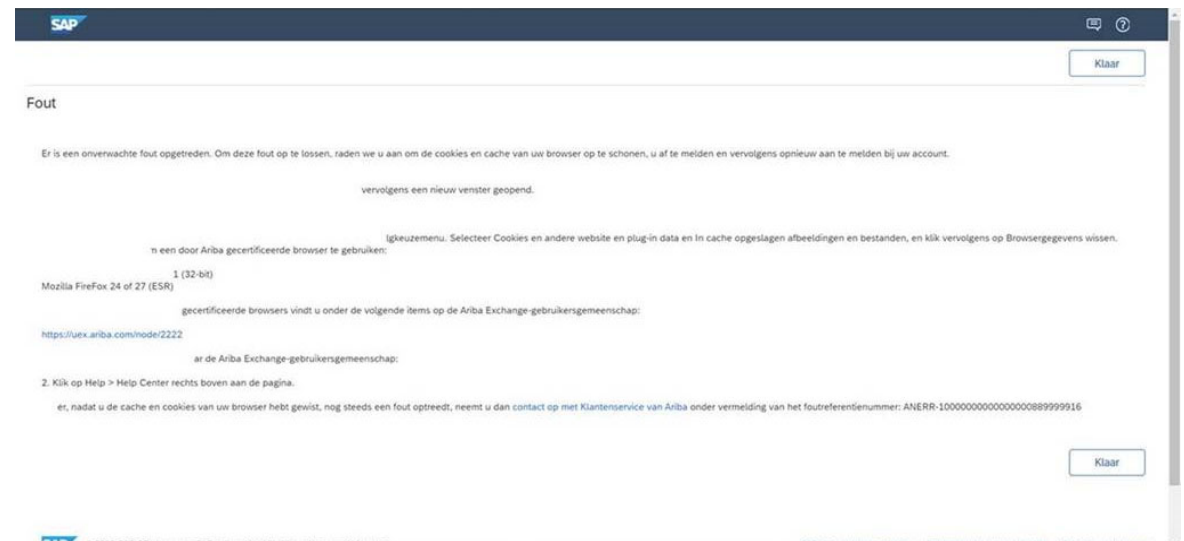 SAP
Klaar
Fout
Er is een onverwachte fout opgetreden. Om deze fout op te lossen, raden we u aan om de cookies en cache van uw browser op te schonen, u af te melden en vervolgens opnieuw aan te melden bij uw account.
vervolgens een nieuw venster geopend.
lgkeuzemenu. Selecteer Cookies en andere website en plug-in data en In cache opgeslagen afbeeldingen en bestanden, en klik vervolgens op Browsergegevens wissen.
n een door Ariba gecertificeerde browser te gebruiken:
1 (32-bit)
Mozilla FireFox 24 of 27 (ESR)
gecertificeerde browsers vindt u onder de volgende items op de Ariba Exchange-gebruikersgemeenschap:
https://uex.ariba.com/node/2222
ar de Ariba Exchange-gebruikersgemeenschap:
2. Klik op Help > Help Center rechts boven aan de pagina.
er, nadat u de cache en cookies van uw browser hebt gewist, nog steeds een fout optreedt, neemt u dan contact op met Klantenservice van Ariba onder vermelding van het foutreferentienummer: ANERR-10000000000000000889999916
Klaar
SAP